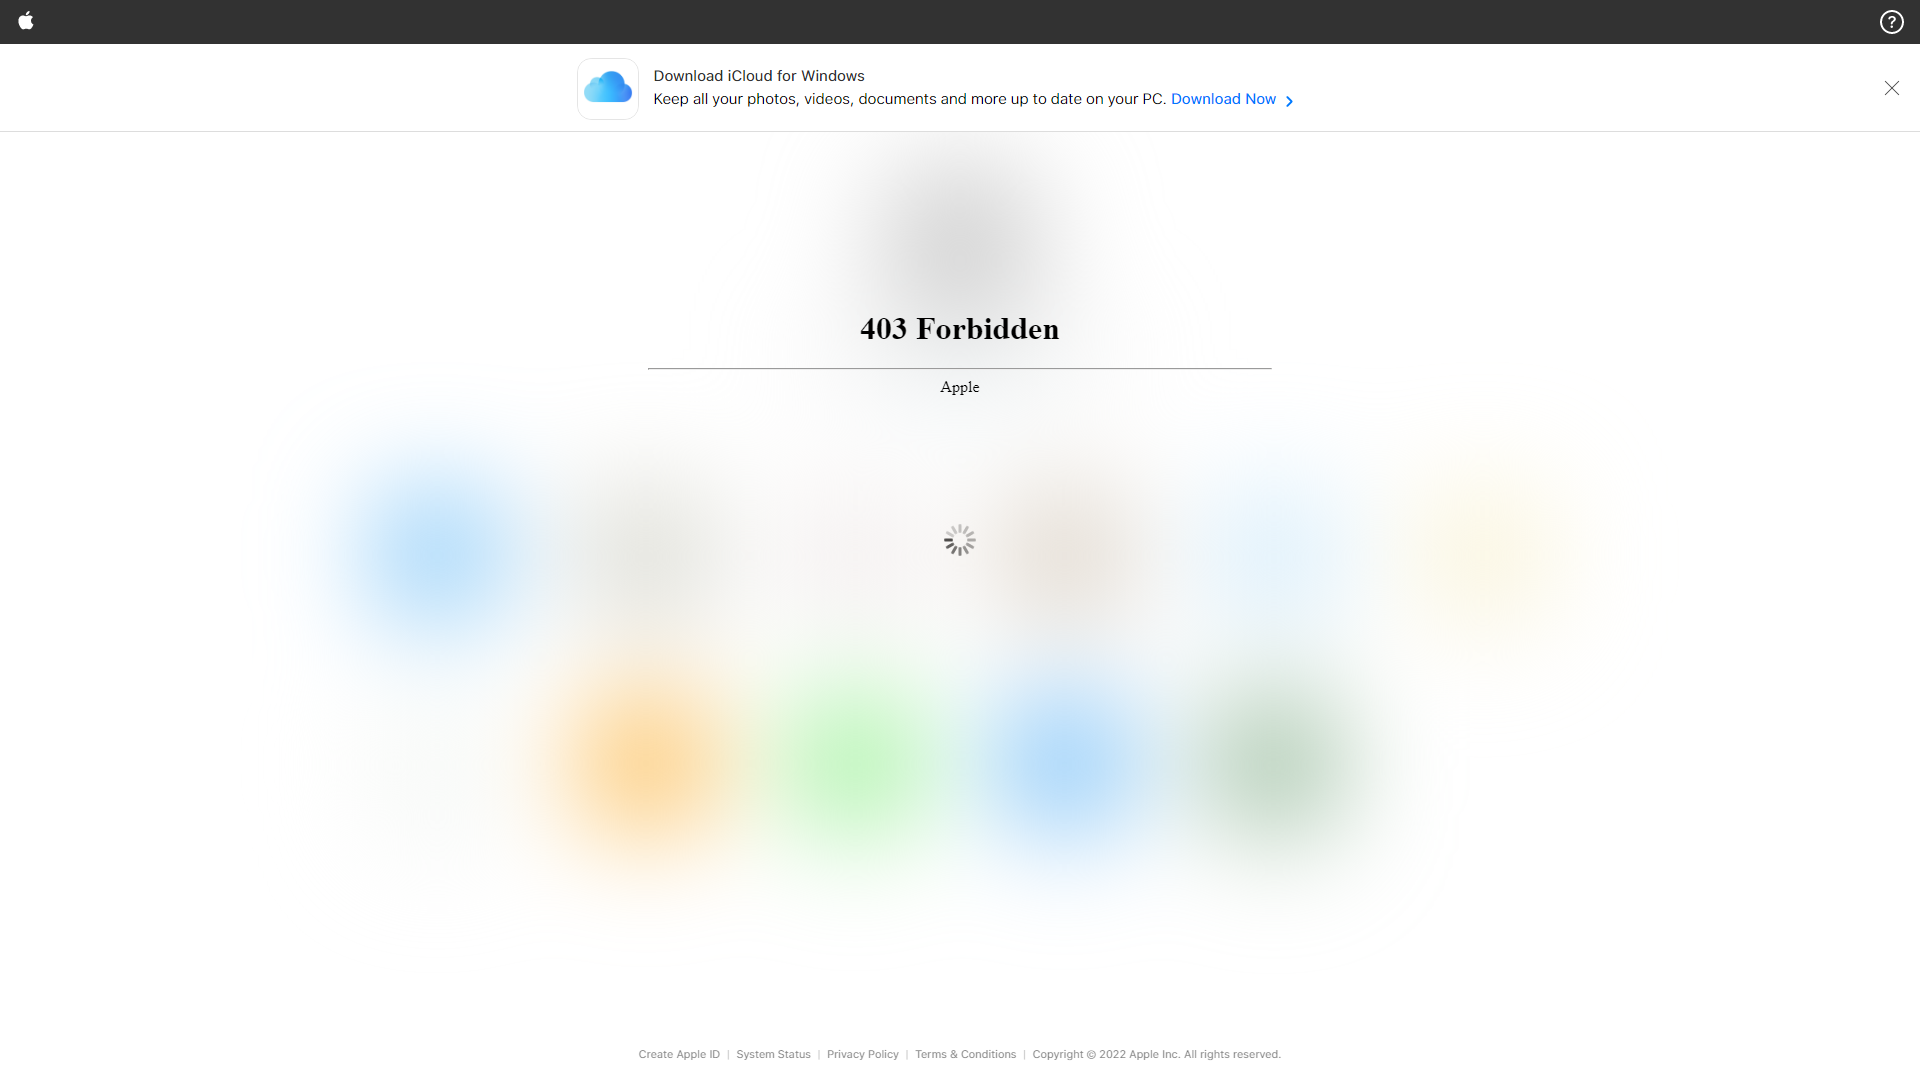 ?
Download iCloud for Windows
Keep all your photos, videos, documents and more up to date on your PC. Download Now
403 Forbidden
Apple
Create Apple ID | System Status | Privacy Policy | Terms & Conditions | Copyright © 2022 Apple Inc. All rights reserved.